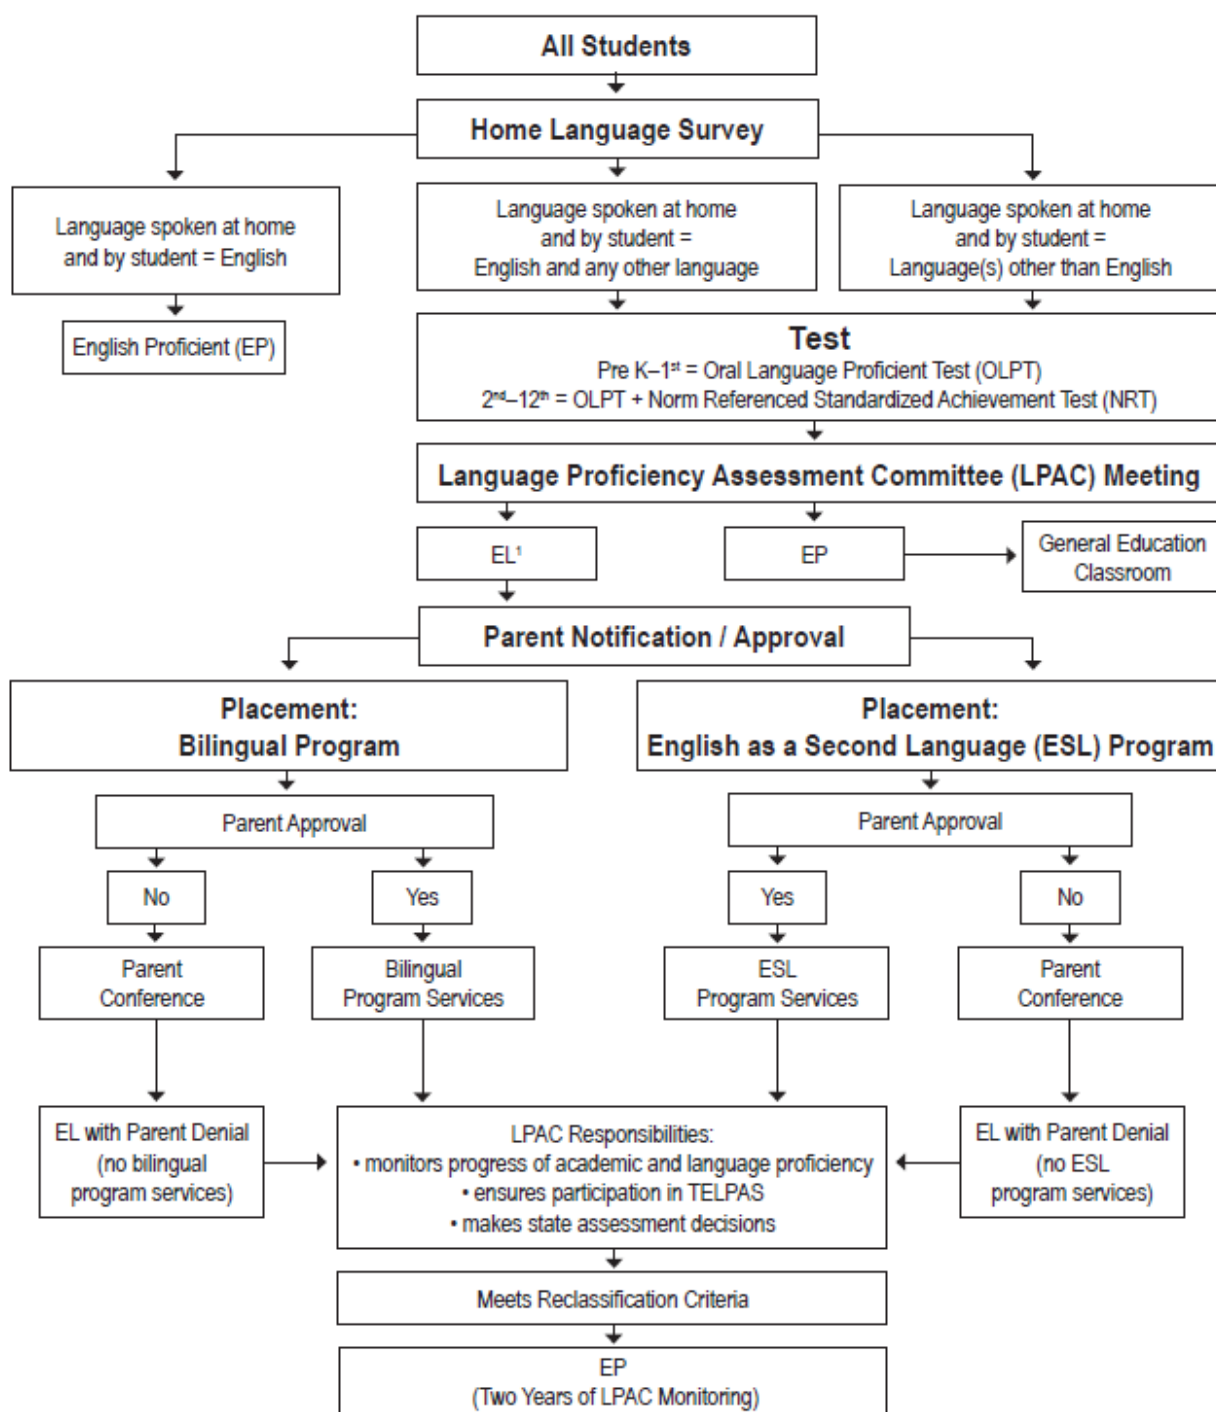 All Students
Home Language Survey
Language spoken at home
and by student = English
Language spoken at home
and by student =
English and any other language
Language spoken at home
and by student =
Language(s) other than English
English Proficient (EP)
Test
Pre K–1st = Oral Language Proficient Test (OLPT)
2nd–12th = OLPT + Norm Referenced Standardized Achievement Test (NRT)
Language Proficiency Assessment Committee (LPAC) Meeting
EL¹
EP
General Education
Classroom
Parent Notification / Approval
Placement:
Bilingual Program
Placement:
English as a Second Language (ESL) Program
Parent Approval
Parent Approval
No
Yes
Yes
No
Parent
Conference
Bilingual
Program Services
ESL
Program Services
Parent
Conference
EL with Parent Denial
(no bilingual
program services)
LPAC Responsibilities:
• monitors progress of academic and language proficiency
• ensures participation in TELPAS
• makes state assessment decisions
EL with Parent Denial
(no ESL
program services)
Meets Reclassification Criteria
EP
(Two Years of LPAC Monitoring)